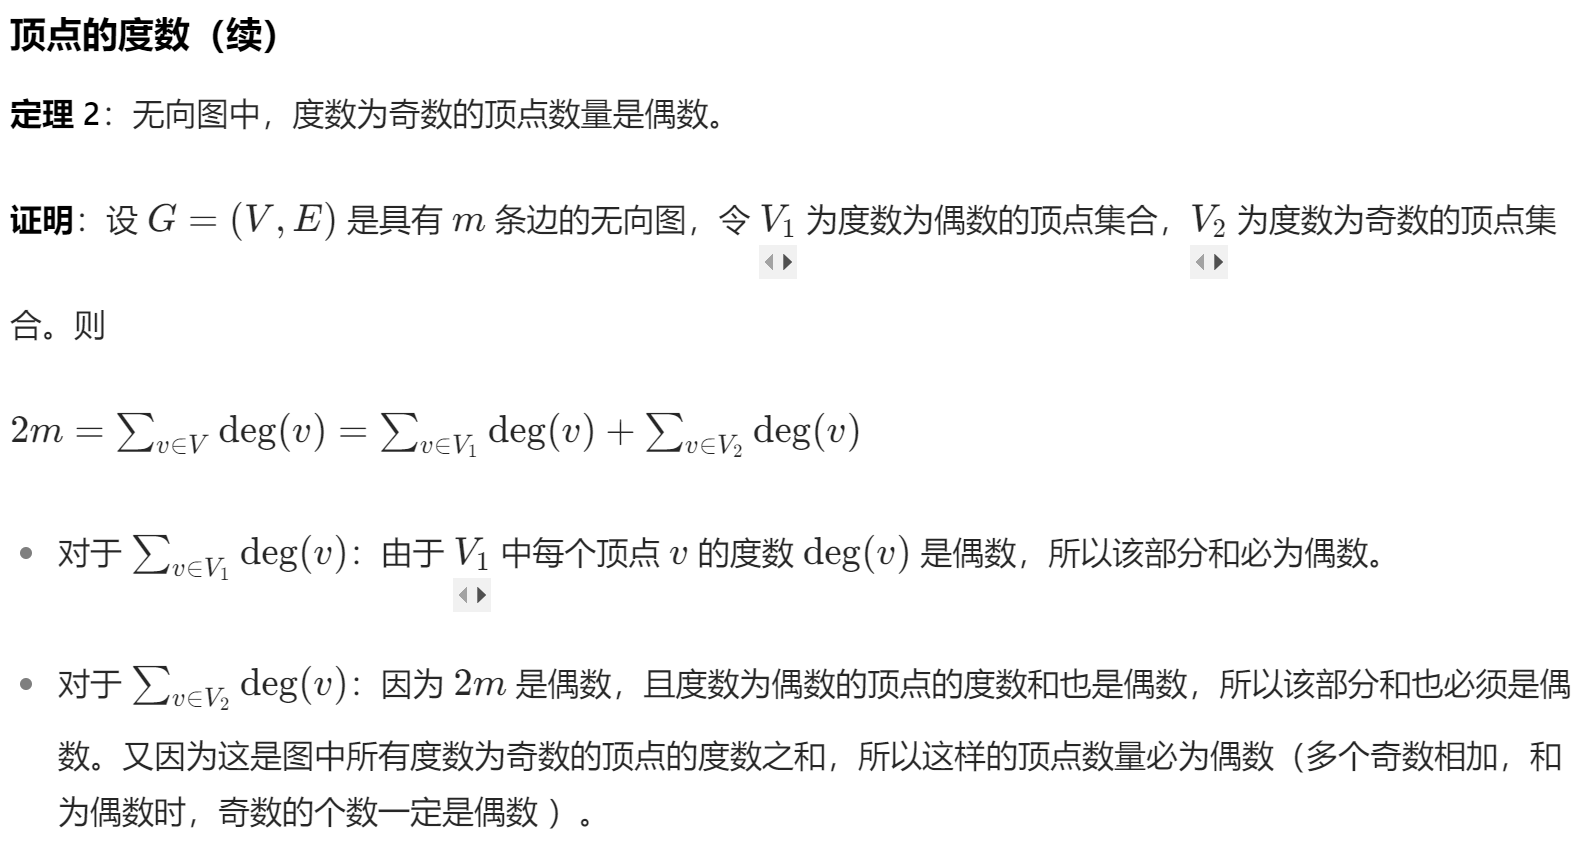 顶点的度数（续）
定理 2：无向图中，度数为奇数的顶点数量是偶数。
证明：设 G = (V, E) 是具有 m 条边的无向图，令 V₁ 为度数为偶数的顶点集合，V₂ 为度数为奇数的顶点集
合。则
2m = ∑_{v∈V} deg(v) = ∑_{v∈V₁} deg(v) + ∑_{v∈V₂} deg(v)
• 对于 ∑_{v∈V₁} deg(v)：由于 V₁ 中每个顶点 v 的度数 deg(v) 是偶数，所以该部分和必为偶数。
• 对于 ∑_{v∈V₂} deg(v)：因为 2m 是偶数，且度数为偶数的顶点的度数和也是偶数，所以该部分和也必须是偶
数。又因为这是图中所有度数为奇数的顶点的度数之和，所以这样的顶点数量必为偶数（多个奇数相加，和
为偶数时，奇数的个数一定是偶数 ）。